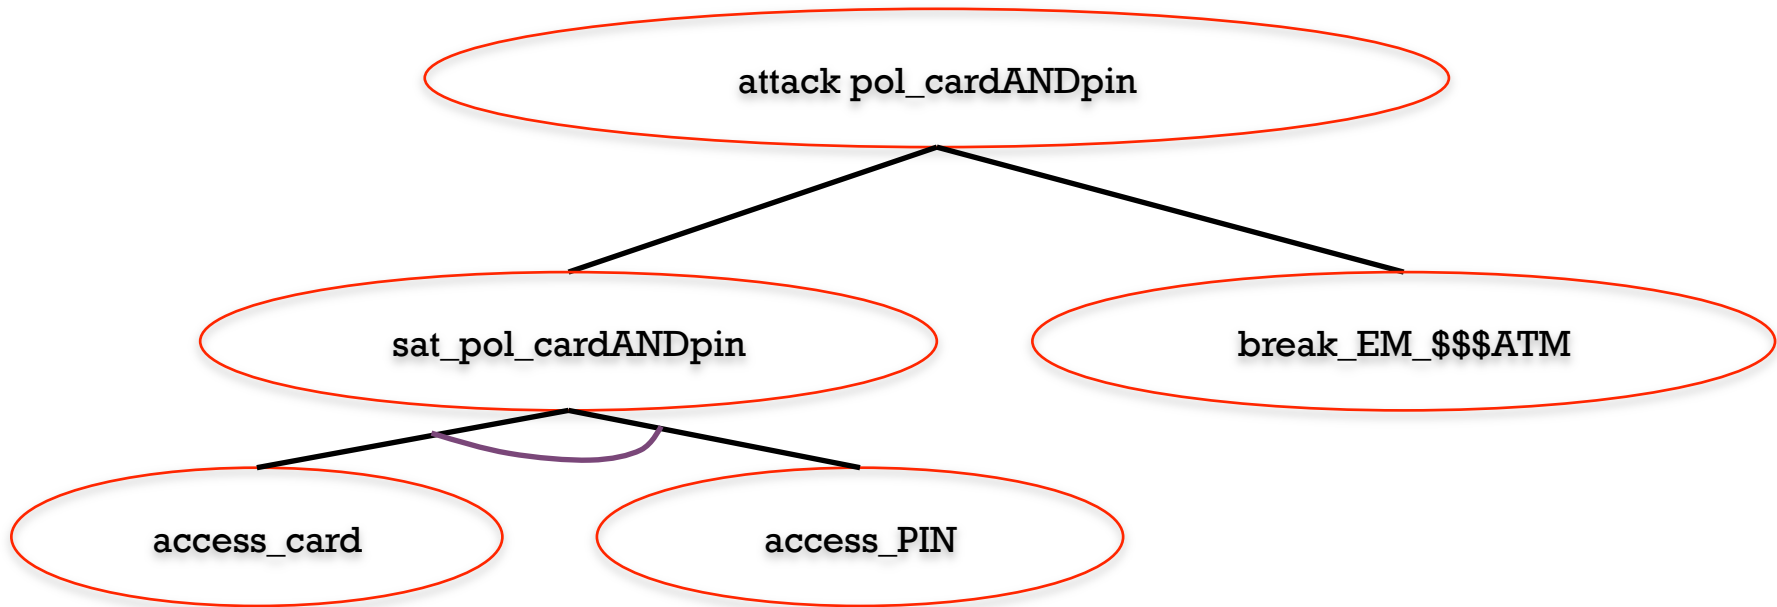 attack pol_cardANDpin
sat_pol_cardANDpin
break_EM_$$$ATM
access_card
access_PIN